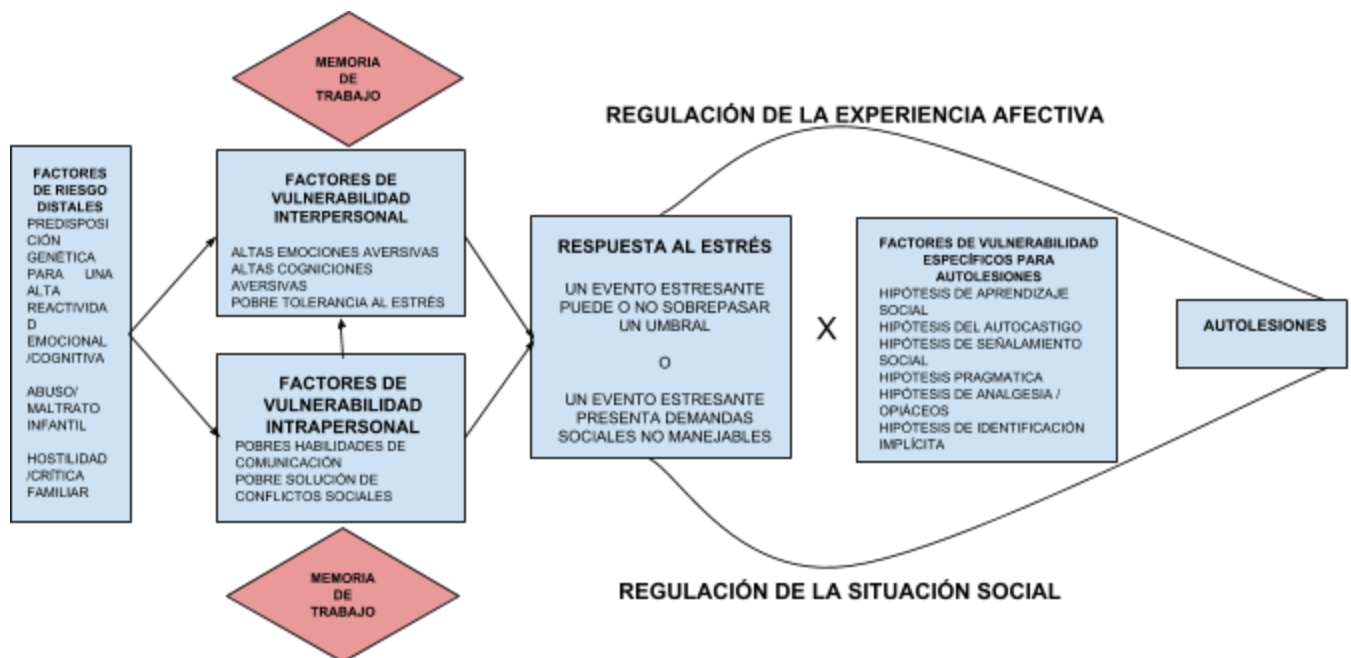 MEMORIA
DE
TRABAJO
REGULACIÓN DE LA EXPERIENCIA AFECTIVA
FACTORES
DE RIESGO
DISTALES
PREDISPOSI
CIÓN
GENÉTICA
PARA UNA
ALTA
REACTIVIDA
D
EMOCIONAL
/COGNITIVA
ABUSO/
MALTRATO
INFANTIL
HOSTILIDAD
/CRÍTICA
FAMILIAR
FACTORES DE
VULNERABILIDAD
INTERPERSONAL
ALTAS EMOCIONES AVERSIVAS
ALTAS COGNICIONES
AVERSIVAS
POBRE TOLERANCIA AL ESTRÉS
FACTORES DE
VULNERABILIDAD
INTRAPERSONAL
POBRES HABILIDADES DE
COMUNICACIÓN
POBRE SOLUCIÓN DE
CONFLICTOS SOCIALES
RESPUESTA AL ESTRÉS
UN EVENTO ESTRESANTE
PUEDE O NO SOBREPASAR
UN UMBRAL
O
UN EVENTO ESTRESANTE
PRESENTA DEMANDAS
SOCIALES NO MANEJABLES
X
FACTORES DE VULNERABILIDAD
ESPECÍFICOS PARA
AUTOLESIONES
HIPÓTESIS DE APRENDIZAJE
SOCIAL
HIPÓTESIS DEL AUTOCASTIGO
HIPÓTESIS DE SEÑALAMIENTO
SOCIAL
HIPÓTESIS PRAGMATICA
HIPÓTESIS DE ANALGESIA /
OPIÁCEOS
HIPÓTESIS DE IDENTIFICACIÓN
IMPLÍCITA
AUTOLESIONES
MEMORIA
DE
TRABAJO
REGULACIÓN DE LA SITUACIÓN SOCIAL